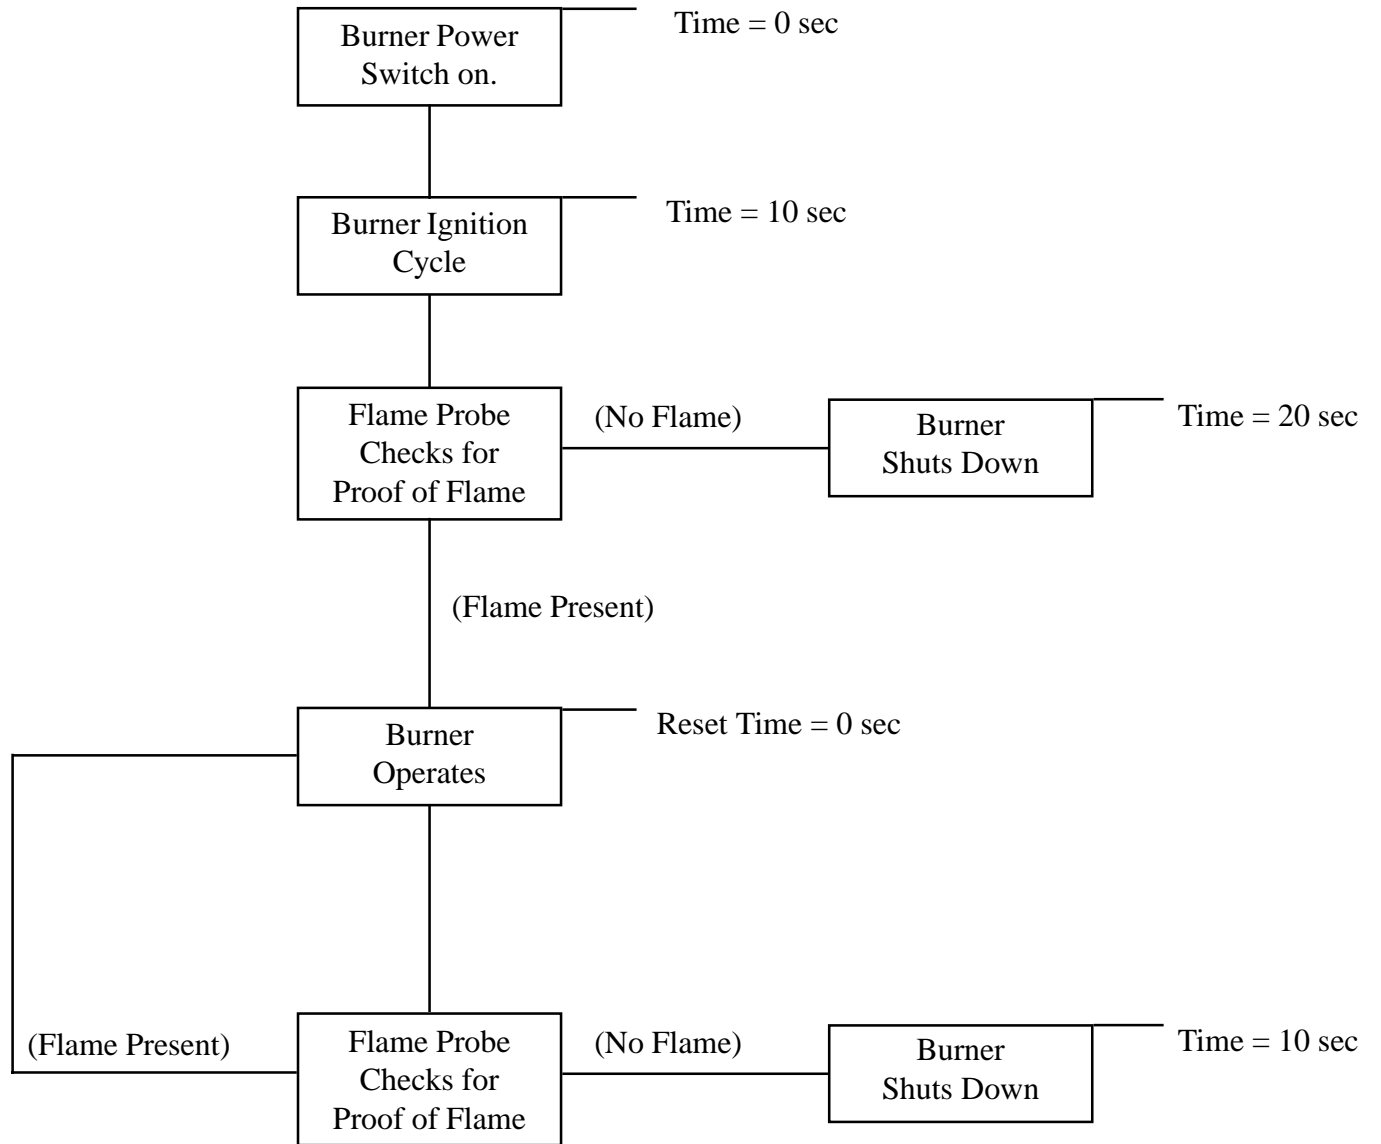 Burner Power
Switch on.
Time = 0 sec
Burner Ignition
Cycle
Time = 10 sec
Flame Probe
Checks for
Proof of Flame
(No Flame)
Burner
Shuts Down
Time = 20 sec
(Flame Present)
Burner
Operates
Reset Time = 0 sec
(Flame Present)
Flame Probe
Checks for
Proof of Flame
(No Flame)
Burner
Shuts Down
Time = 10 sec